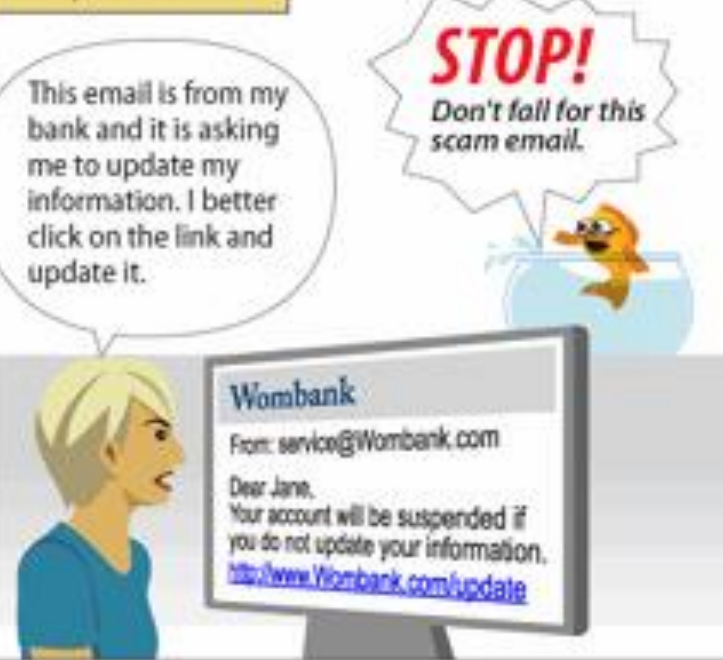 This email is from my
bank and it is asking
me to update my
information. I better
click on the link and
update it.
STOP!
Don't fall for this
scam email.
Wombank
From: service@Wombank.com
Dear Jane,
Your account will be suspended if
you do not update your information.
http://www.Wombank.com/update